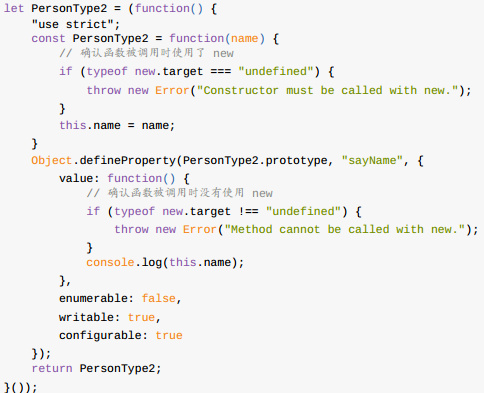 let PersonType2 = (function() {
    "use strict";
    const PersonType2 = function(name) {
        // 确认函数被调用时使用了 new
        if (typeof new.target === "undefined") {
            throw new Error("Constructor must be called with new.");
        }
        this.name = name;
    }
    Object.defineProperty(PersonType2.prototype, "sayName", {
        value: function() {
            // 确认函数被调用时没有使用 new
            if (typeof new.target !== "undefined") {
                throw new Error("Method cannot be called with new.");
            }
            console.log(this.name);
        },
        enumerable: false,
        writable: true,
        configurable: true
    });
    return PersonType2;
}());